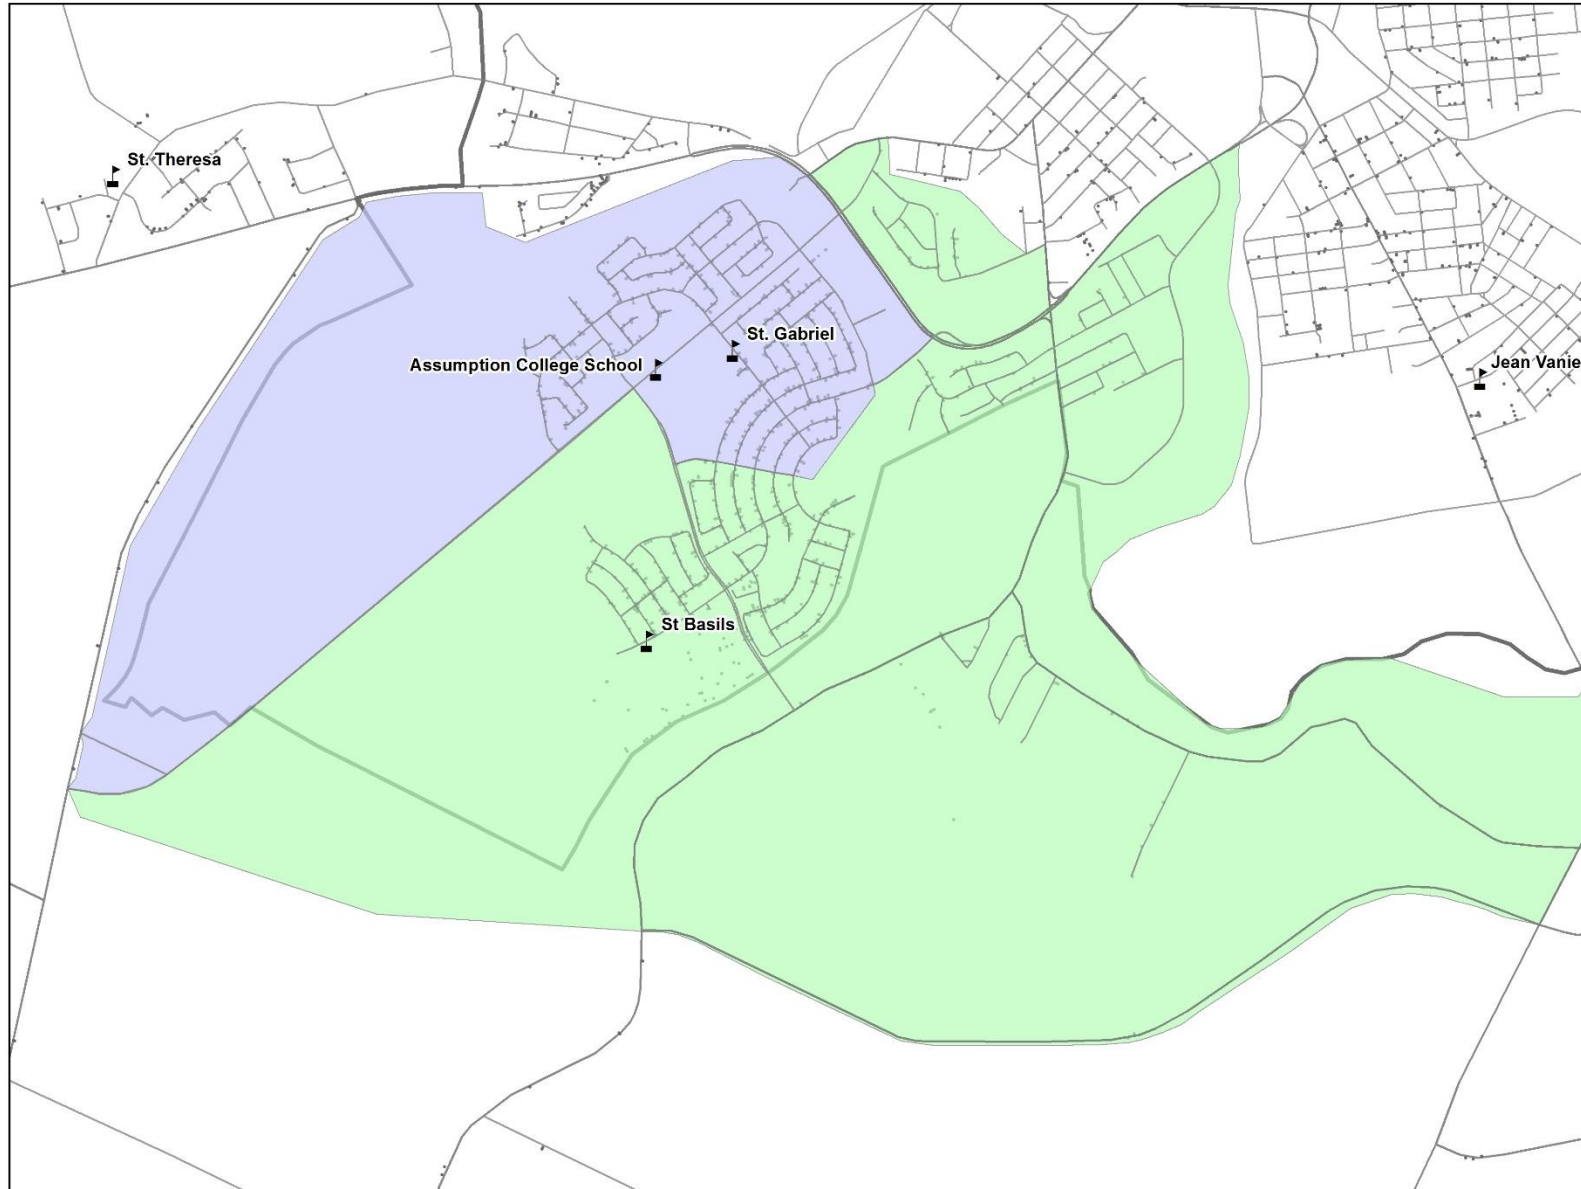 St. Theresa
St. Gabriel
Assumption College School
Jean Vanie
St Basils